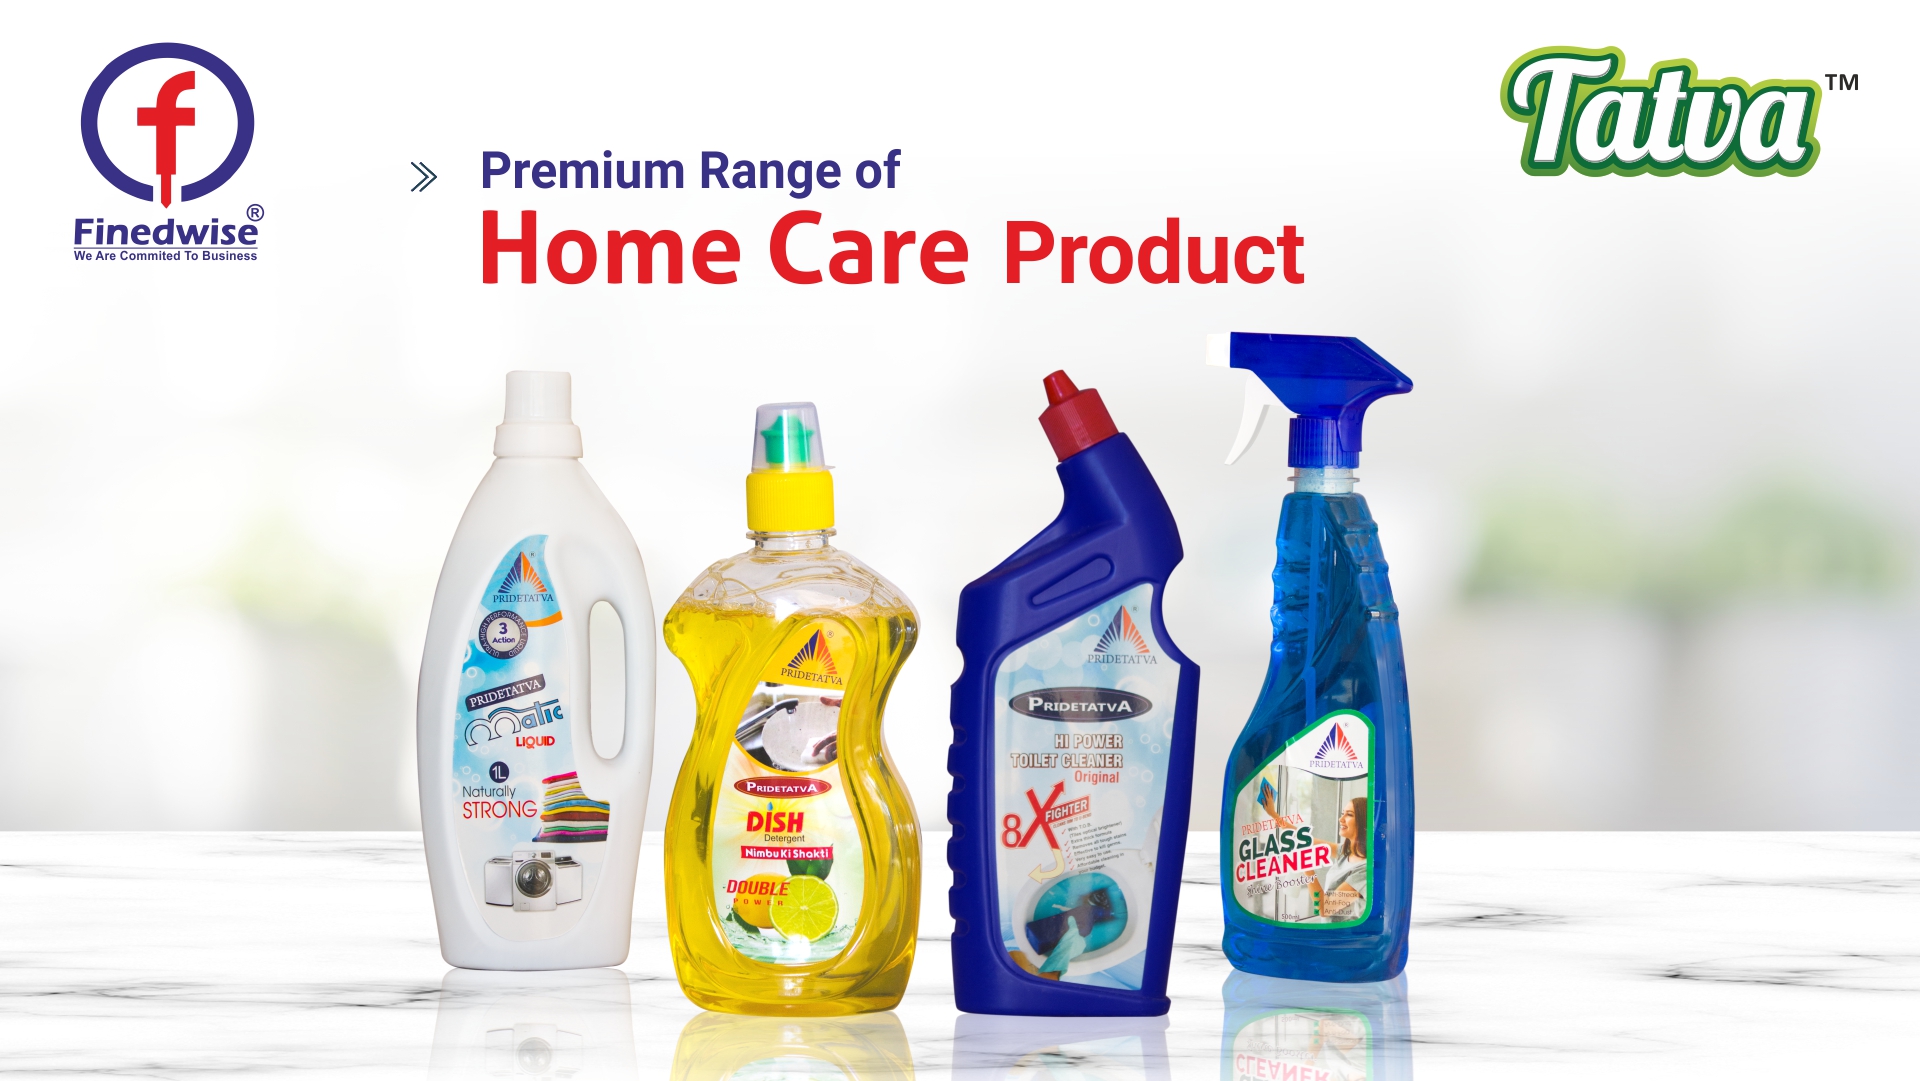 Finedwise®
We Are Commited To Business
Tatva™
Premium Range of
Home Care Product
PRIDETATVA
3
Action
PRIDETATVA
matic
LIQUID
1L
Naturally
STRONG
PRIDETATVA
PRIDETATVA
DISH
Detergent
Nimbu Ki Shakti
DOUBLE
POWER
PRIDETATVA
PRIDETATVA
HI POWER
TOILET CLEANER
Original
8X FIGHTER
PRIDETATVA
PRIDETATVA
GLASS
CLEANER
Shine Booster
500ml